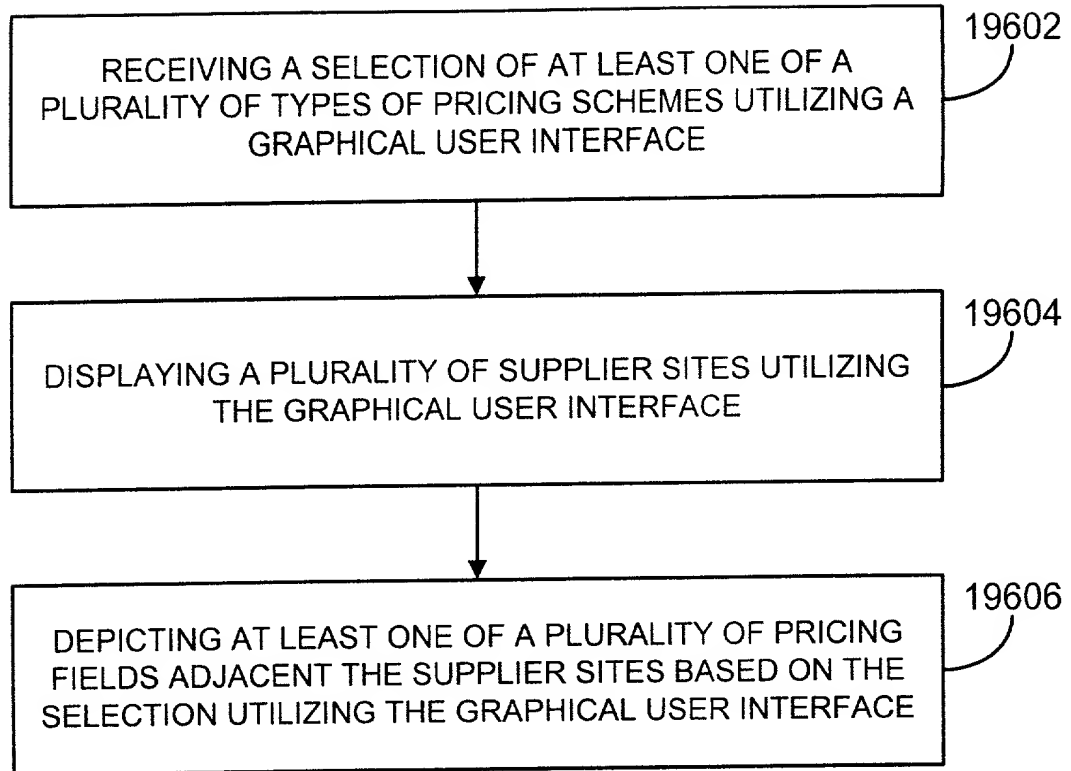 19602
RECEIVING A SELECTION OF AT LEAST ONE OF A
PLURALITY OF TYPES OF PRICING SCHEMES UTILIZING A
GRAPHICAL USER INTERFACE
19604
DISPLAYING A PLURALITY OF SUPPLIER SITES UTILIZING
THE GRAPHICAL USER INTERFACE
19606
DEPICTING AT LEAST ONE OF A PLURALITY OF PRICING
FIELDS ADJACENT THE SUPPLIER SITES BASED ON THE
SELECTION UTILIZING THE GRAPHICAL USER INTERFACE